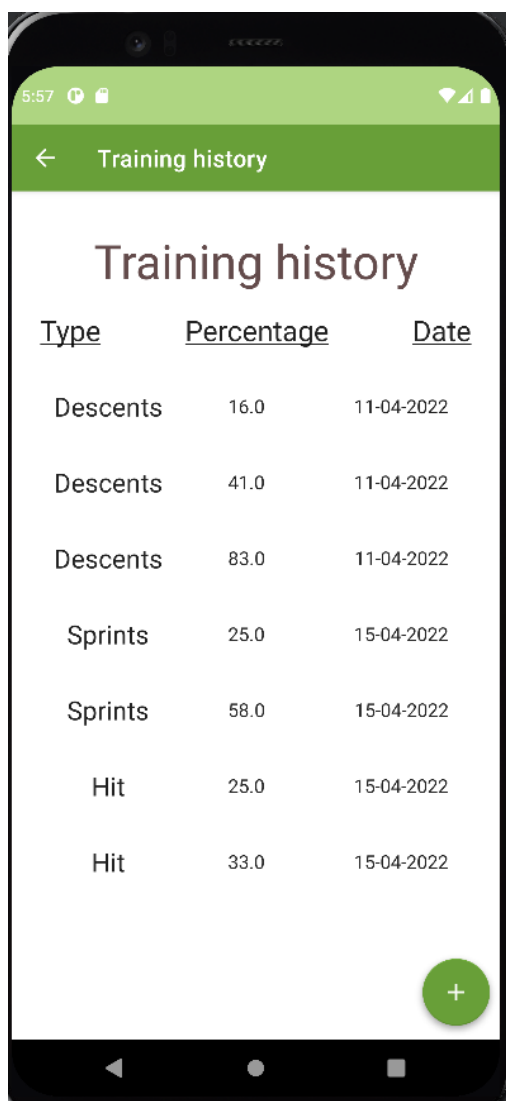 5:57
Training history
Training history
Type Percentage Date
Descents 16.0 11-04-2022
Descents 41.0 11-04-2022
Descents 83.0 11-04-2022
Sprints 25.0 15-04-2022
Sprints 58.0 15-04-2022
Hit 25.0 15-04-2022
Hit 33.0 15-04-2022
+